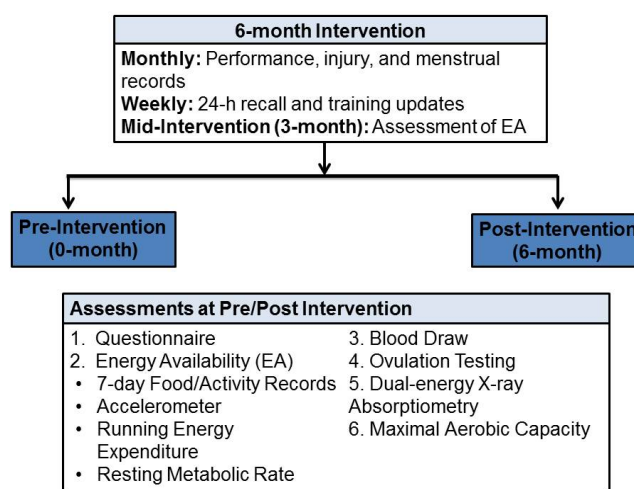 6-month Intervention
Monthly: Performance, injury, and menstrual
records
Weekly: 24-h recall and training updates
Mid-Intervention (3-month): Assessment of EA
Pre-Intervention
(0-month)
Post-Intervention
(6-month)
Assessments at Pre/Post Intervention
1. Questionnaire
2. Energy Availability (EA)
• 7-day Food/Activity Records
• Accelerometer
• Running Energy
Expenditure
• Resting Metabolic Rate
3. Blood Draw
4. Ovulation Testing
5. Dual-energy X-ray
Absorptiometry
6. Maximal Aerobic Capacity